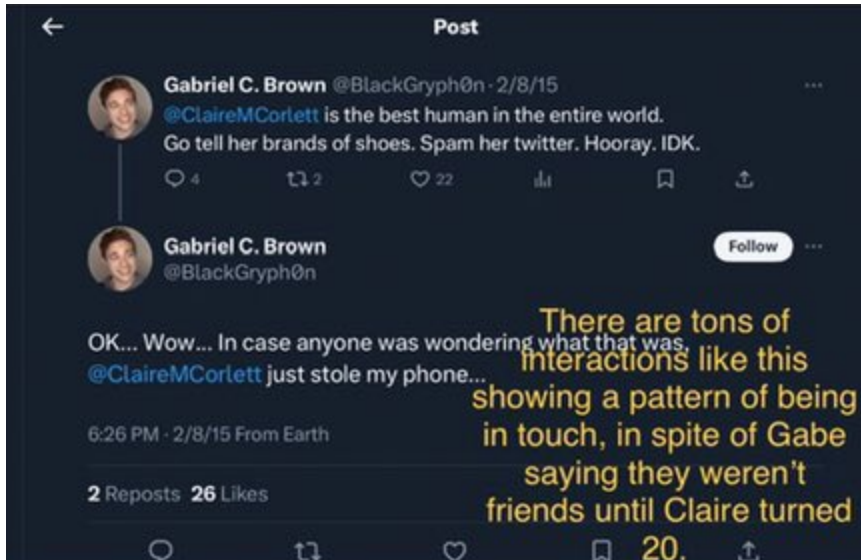 Post
Gabriel C. Brown @BlackGryph0n · 2/8/15
@ClaireMCorlett is the best human in the entire world.
Go tell her brands of shoes. Spam her twitter. Hooray. IDK.
4 2 22
Gabriel C. Brown
@BlackGryph0n
Follow
OK... Wow... In case anyone was wondering what that was,
@ClaireMCorlett just stole my phone...
6:26 PM · 2/8/15 From Earth
2 Reposts 26 Likes
There are tons of
interactions like this
showing a pattern of being
in touch, in spite of Gabe
saying they weren't
friends until Claire turned
20.